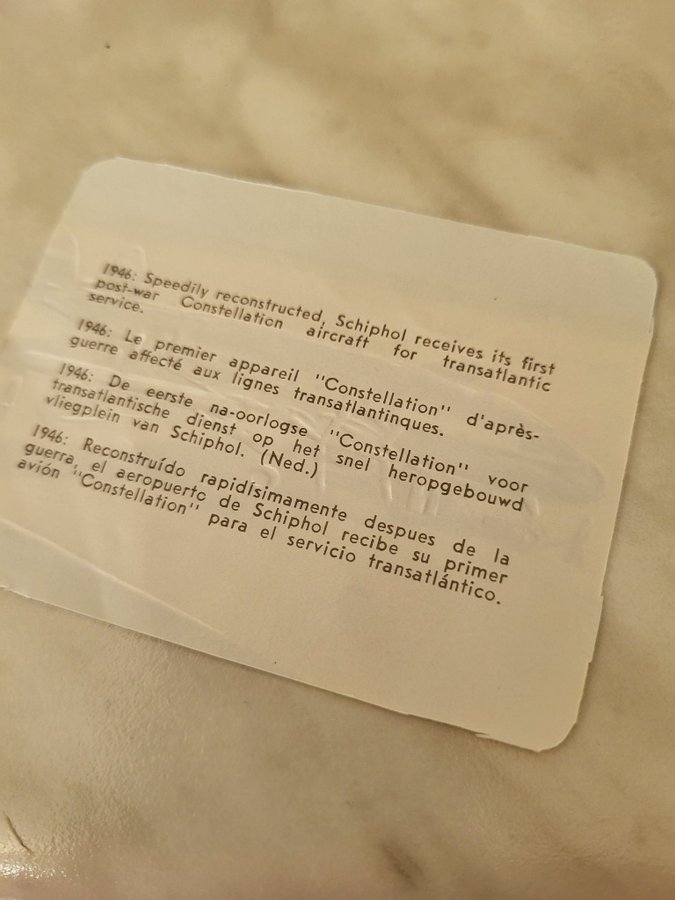 1946: Speedily reconstructed, Schiphol receives its first
post-war Constellation aircraft for transatlantic
service.
1946: Le premier appareil "Constellation" d'après-
guerre affecté aux lignes transatlantinques.
1946: De eerste na-oorlogse "Constellation" voor
transatlantische dienst op het snel heropgebouwd
vliegplein van Schiphol. (Ned.)
1946: Reconstruído rapidísimamente despues de la
guerra, el aeropuerto de Schiphol recibe su primer
avión "Constellation" para el servicio transatlántico.